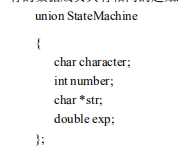 union StateMachine
{
char character;
int number;
char *str;
double exp;
};